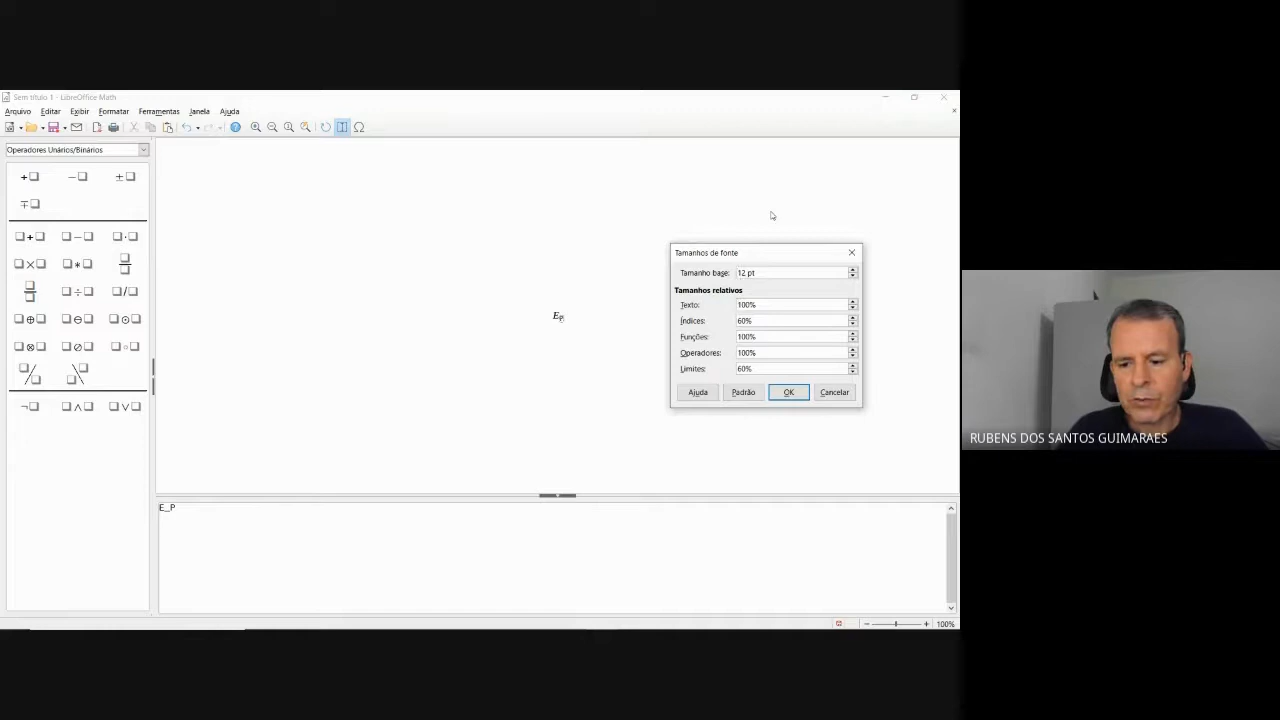 Sem título 1 - LibreOffice Math
Arquivo Editar Exibir Formatar Ferramentas Janela Ajuda
Operadores Unários/Binários
+□ −□ ±□
∓□
□+□ □−□ □·□
□×□ □∗□
□÷□ □/□
□⊕□ □⊖□ □⊙□
□⊗□ □⊘□ □∘□
¬□ □∧□ □∨□
E_P
Tamanhos de fonte
Tamanho base: 12 pt
Tamanhos relativos
Texto: 100%
Índices: 60%
Funções: 100%
Operadores: 100%
Limites: 60%
Ajuda Padrão OK Cancelar
E_P
100%
RUBENS DOS SANTOS GUIMARAES